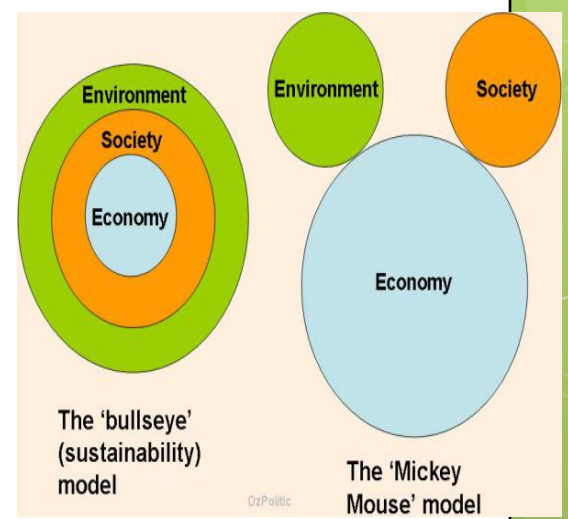 Environment
Society
Economy
The ‘bullseye’
(sustainability)
model
Environment
Society
Economy
The ‘Mickey
Mouse’ model
OzPolitic